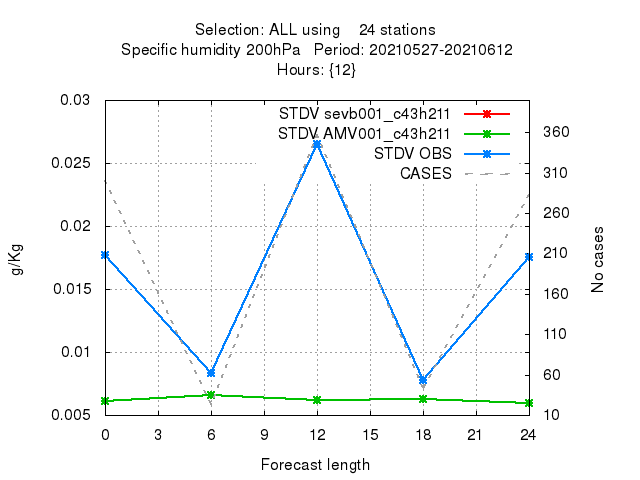 Selection: ALL using    24 stations
Specific humidity 200hPa   Period: 20210527-20210612
Hours: {12}
STDV sevb001_c43h211
STDV AMV001_c43h211
STDV OBS
CASES
0.03
0.025
0.02
0.015
0.01
0.005
g/Kg
360
310
260
210
160
110
60
10
No cases
0 3 6 9 12 15 18 21 24
Forecast length